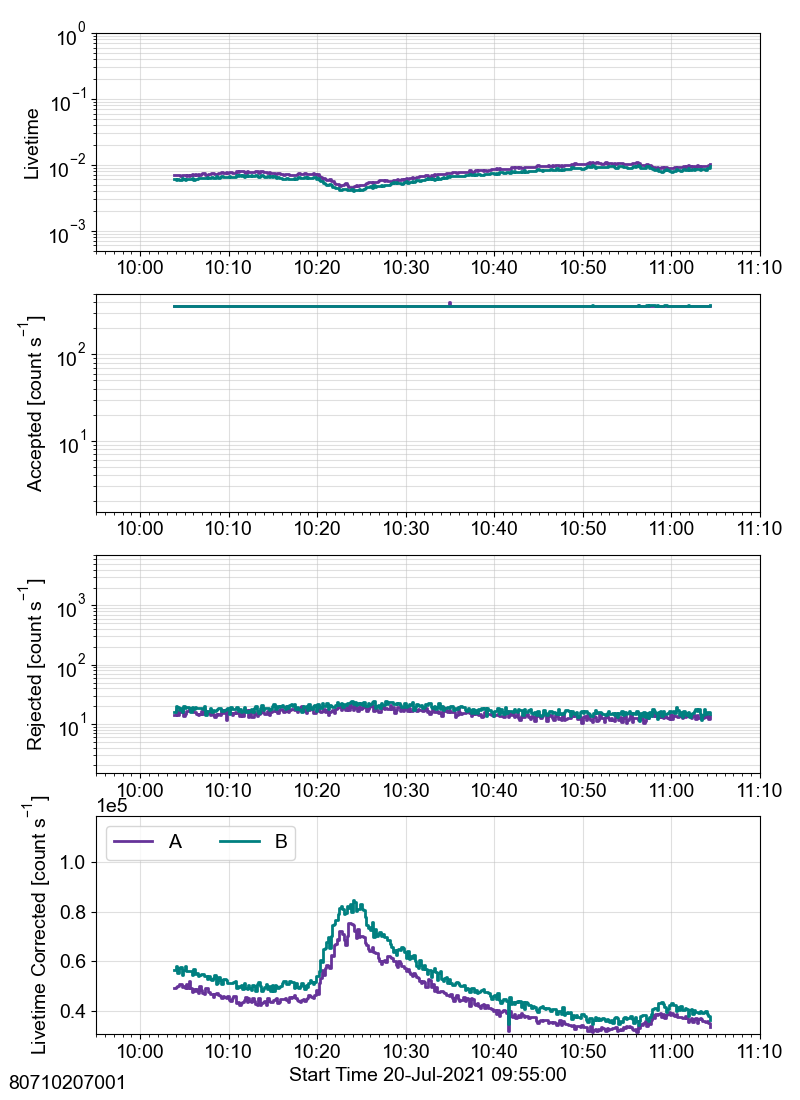 10^0
10^−1
10^−2
10^−3
Livetime
10:00 10:10 10:20 10:30 10:40 10:50 11:00 11:10
10^2
10^1
Accepted [count s^−1]
10:00 10:10 10:20 10:30 10:40 10:50 11:00 11:10
10^3
10^2
10^1
Rejected [count s^−1]
10:00 10:10 10:20 10:30 10:40 10:50 11:00 11:10
1e5
A B
1.0
0.8
0.6
0.4
Livetime Corrected [count s^−1]
10:00 10:10 10:20 10:30 10:40 10:50 11:00 11:10
Start Time 20-Jul-2021 09:55:00
80710207001